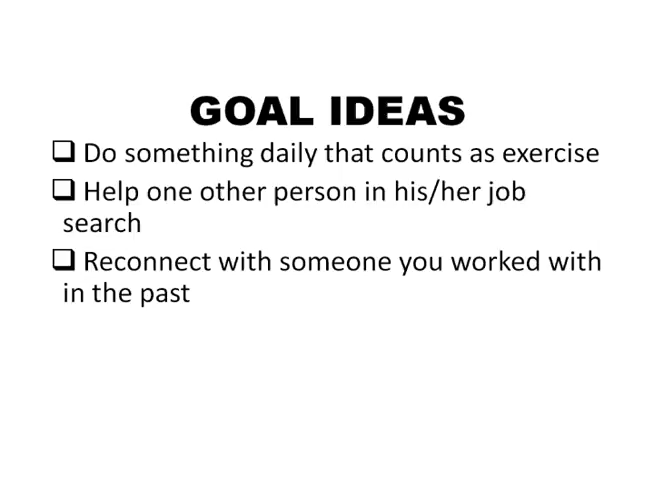 GOAL IDEAS
❑ Do something daily that counts as exercise
❑ Help one other person in his/her job
search
❑ Reconnect with someone you worked with
in the past